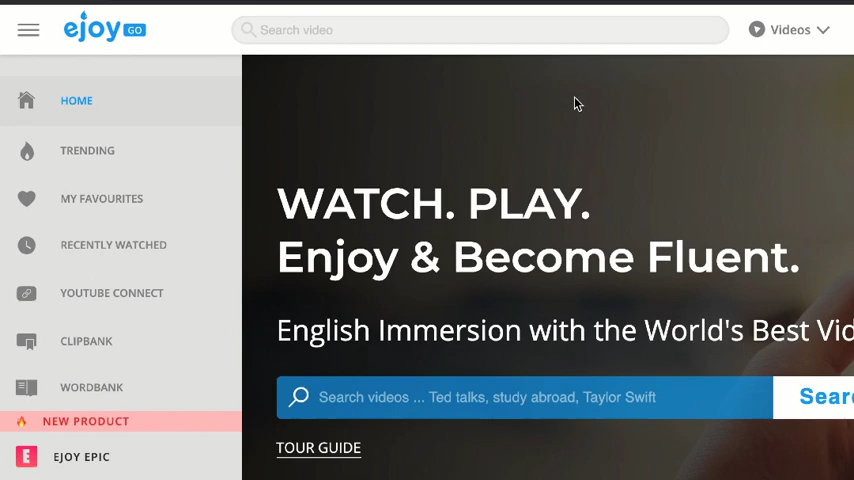 ejoy GO
Search video
Videos
HOME
TRENDING
MY FAVOURITES
RECENTLY WATCHED
YOUTUBE CONNECT
CLIPBANK
WORDBANK
NEW PRODUCT
E EJOY EPIC
WATCH. PLAY.
Enjoy & Become Fluent.
English Immersion with the World's Best Vid
Search videos ... Ted talks, study abroad, Taylor Swift
Sear
TOUR GUIDE